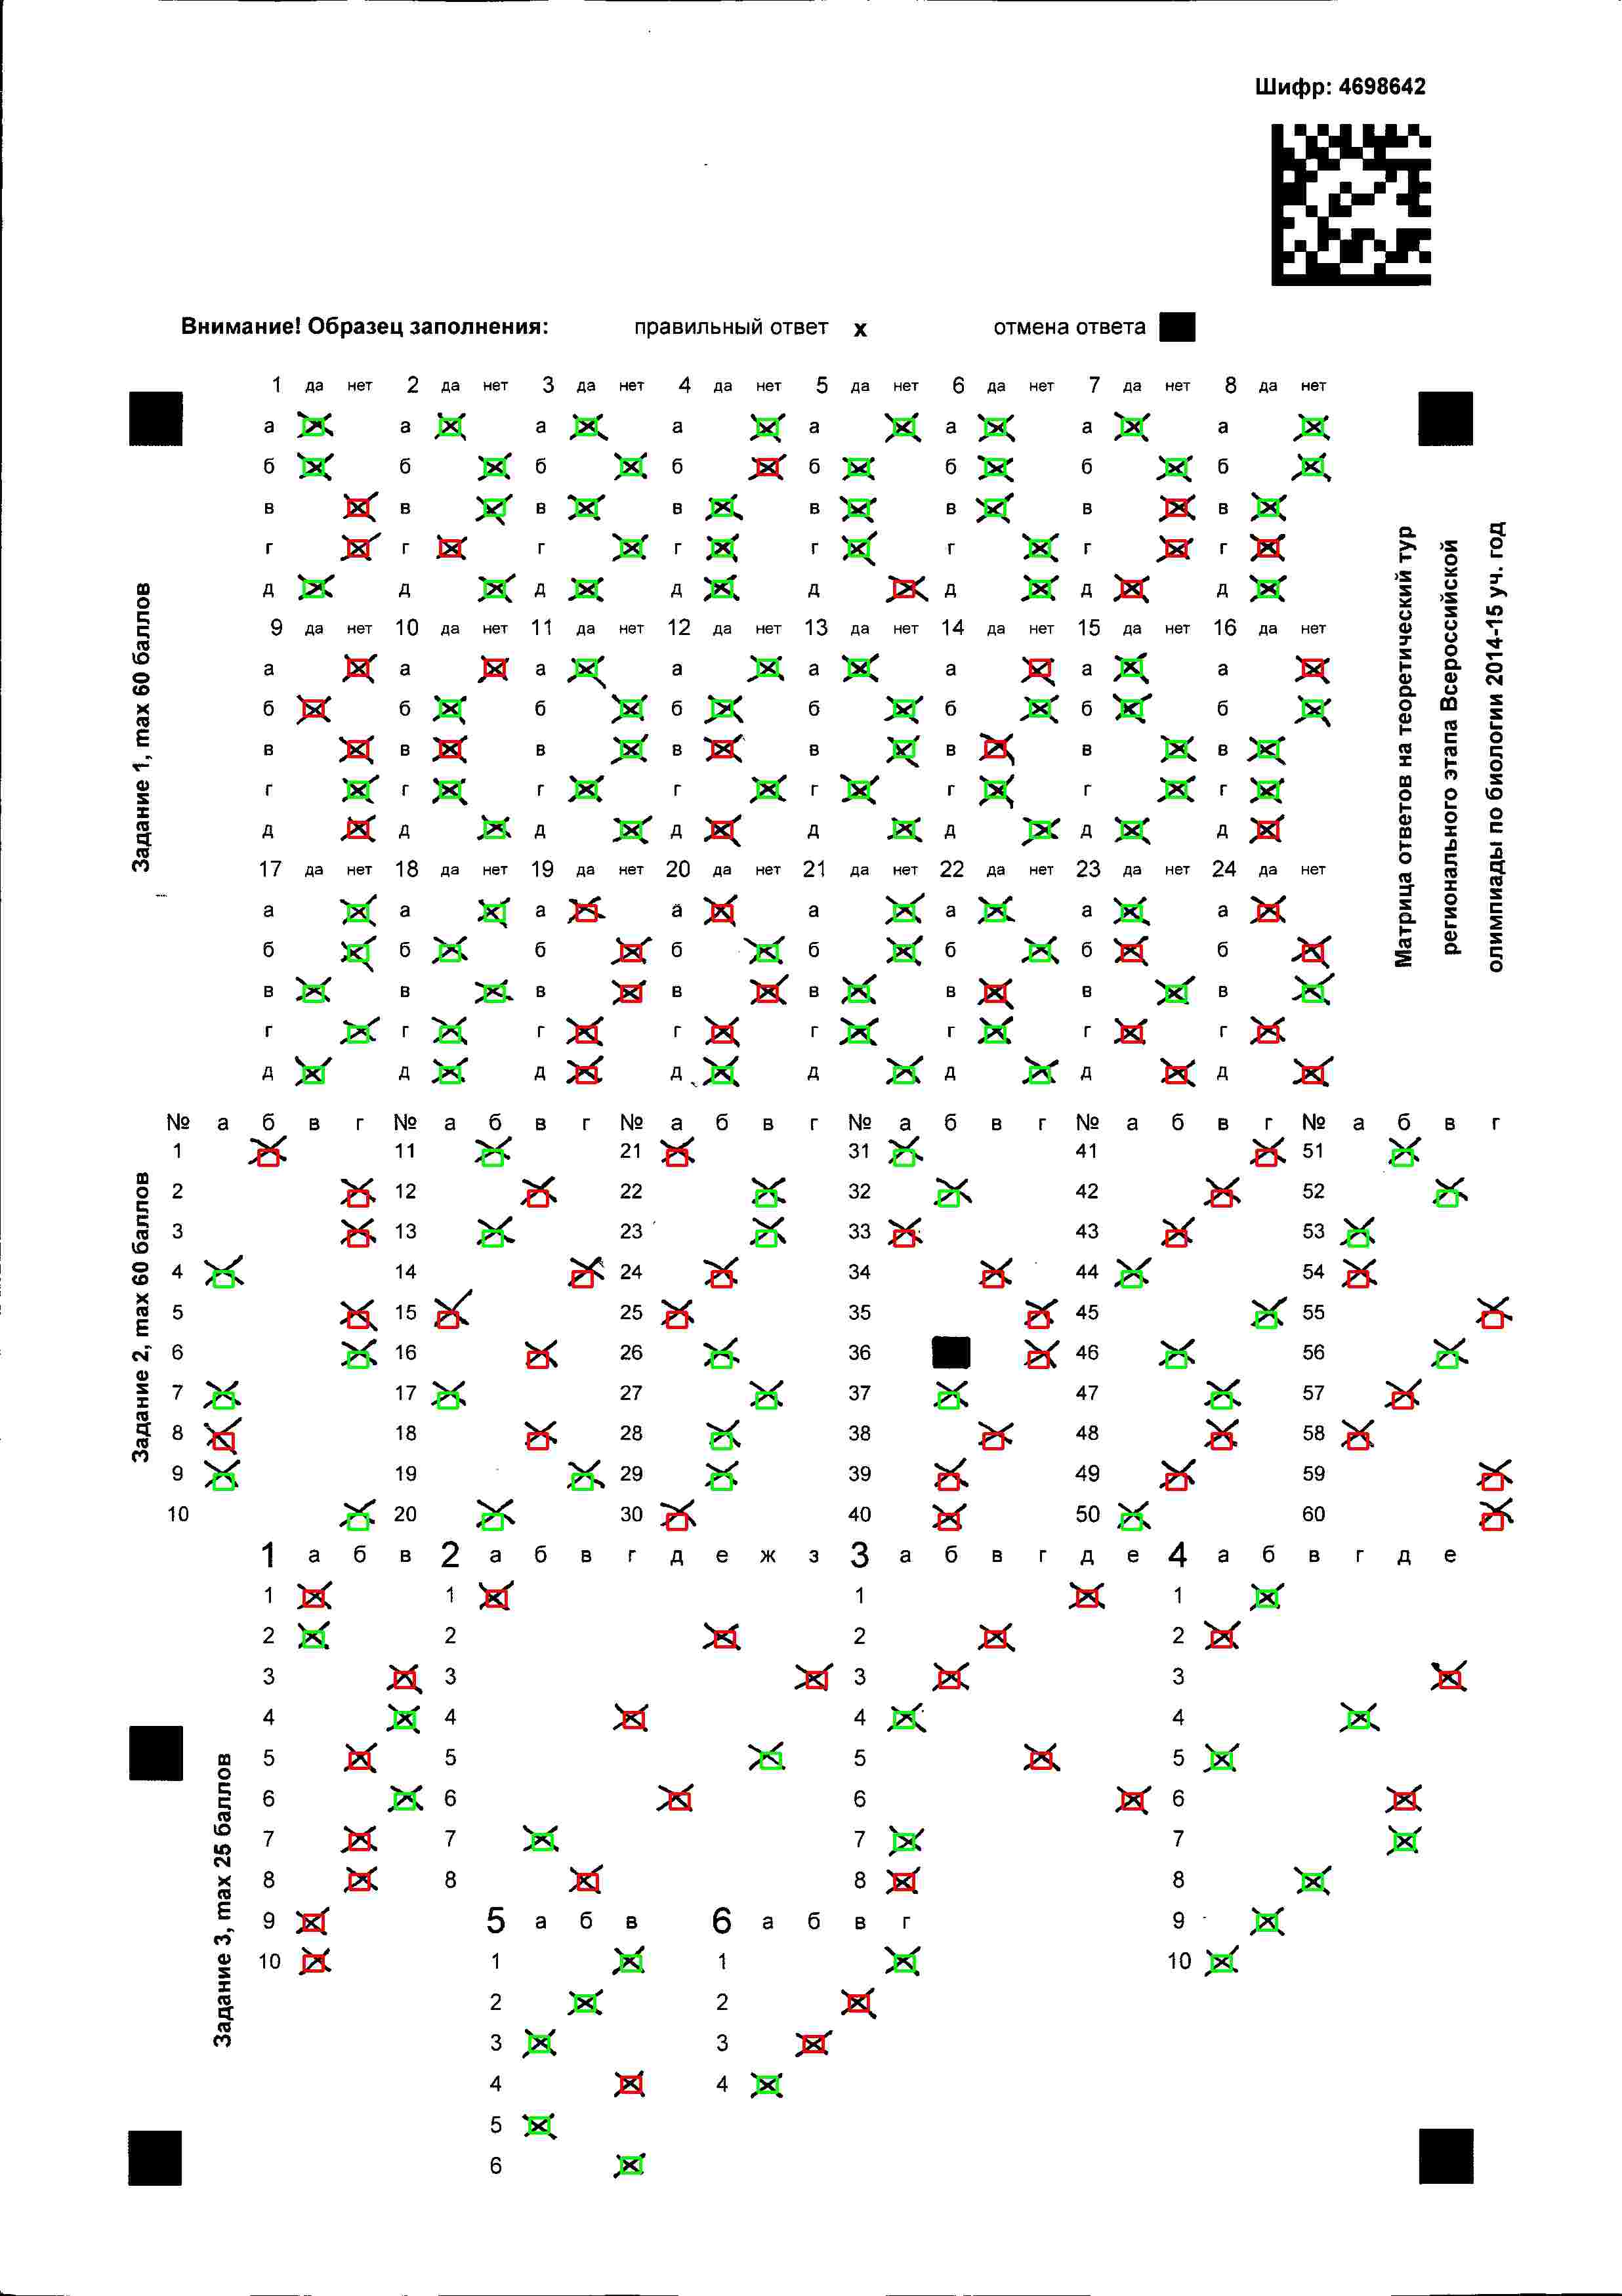 Шифр: 4698642
Внимание! Образец заполнения: правильный ответ x отмена ответа
Задание 1, max 60 баллов
1 да нет 2 да нет 3 да нет 4 да нет 5 да нет 6 да нет 7 да нет 8 да нет
а а а а а а а а
б б б б б б б б
в в в в в в в в
г г г г г г г г
д д д д д д д д
9 да нет 10 да нет 11 да нет 12 да нет 13 да нет 14 да нет 15 да нет 16 да нет
а а а а а а а а
б б б б б б б б
в в в в в в в в
г г г г г г г г
д д д д д д д д
17 да нет 18 да нет 19 да нет 20 да нет 21 да нет 22 да нет 23 да нет 24 да нет
а а а а а а а а
б б б б б б б б
в в в в в в в в
г г г г г г г г
д д д д д д д д
Матрица ответов на теоретический тур
регионального этапа Всероссийской
олимпиады по биологии 2014-15 уч. год
Задание 2, max 60 баллов
№ а б в г № а б в г № а б в г № а б в г № а б в г № а б в г
1 11 21 31 41 51
2 12 22 32 42 52
3 13 23 33 43 53
4 14 24 34 44 54
5 15 25 35 45 55
6 16 26 36 46 56
7 17 27 37 47 57
8 18 28 38 48 58
9 19 29 39 49 59
10 20 30 40 50 60
Задание 3, max 25 баллов
1 а б в 2 а б в г д е ж з 3 а б в г д е 4 а б в г д е
1 1 1 1
2 2 2 2
3 3 3 3
4 4 4 4
5 5 5 5
6 6 6 6
7 7 7 7
8 8 8 8
9 5 а б в 6 а б в г 9
10 1 1 10
2 2
3 3
4 4
5
6